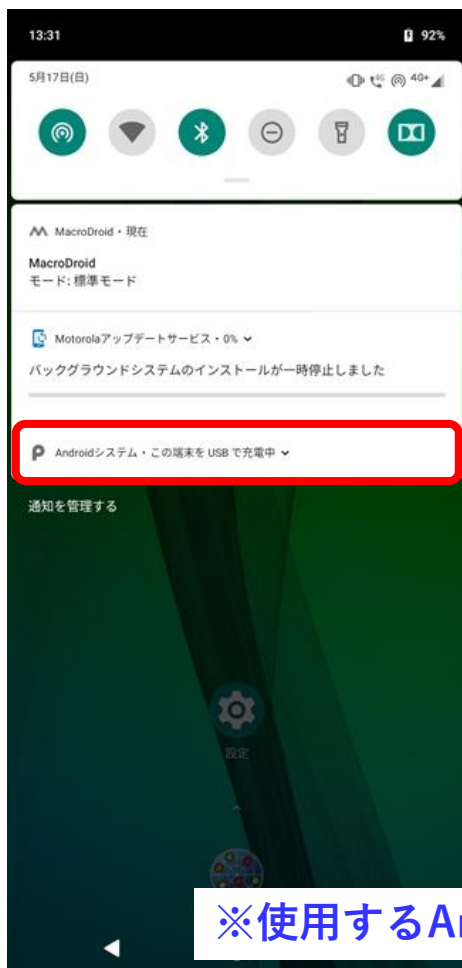 13:31 92%
5月17日(日) 4G 4G+
MacroDroid・現在
MacroDroid
モード: 標準モード
Motorolaアップデートサービス・0%
バックグラウンドシステムのインストールが一時停止しました
Androidシステム・この端末を USB で充電中
通知を管理する
設定
※使用するAn